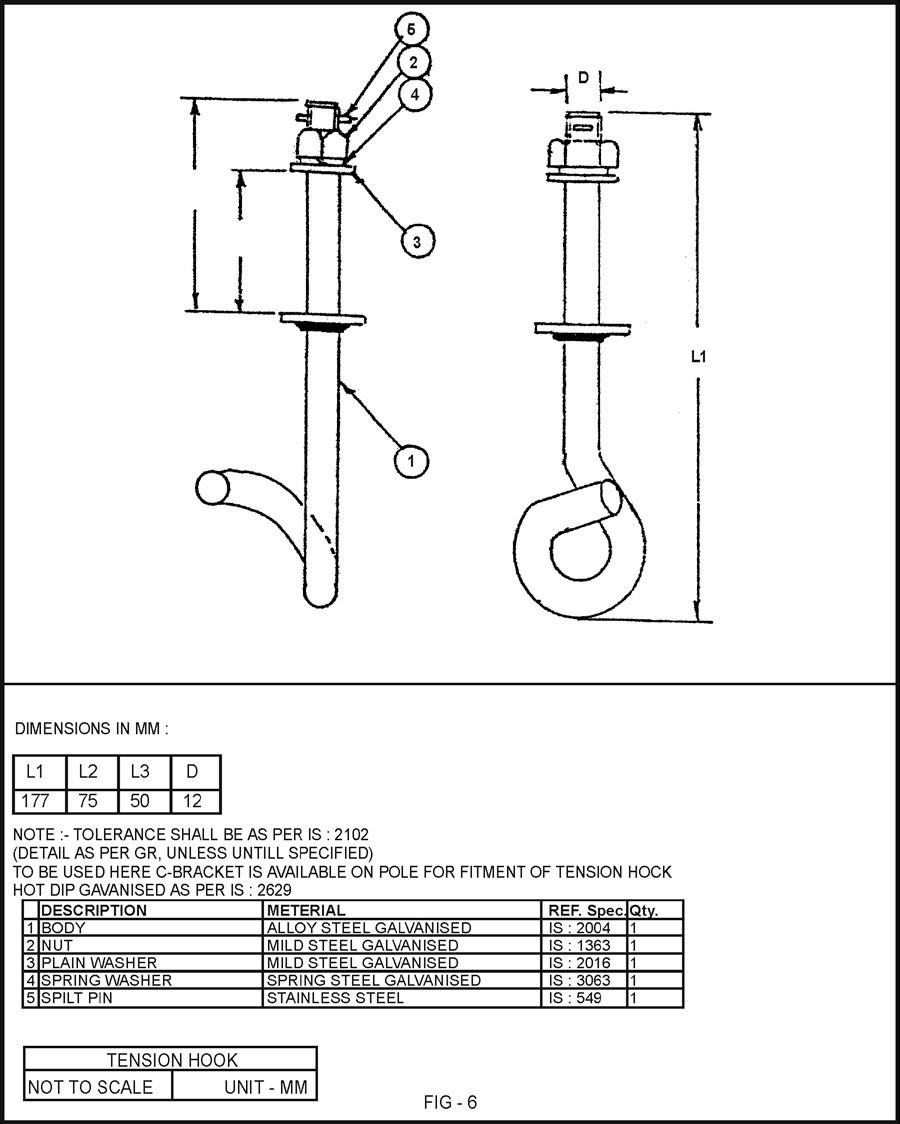 5
2
4
3
1
D
L1
DIMENSIONS IN MM :
L1 L2 L3 D
177 75 50 12
NOTE :- TOLERANCE SHALL BE AS PER IS : 2102
(DETAIL AS PER GR, UNLESS UNTILL SPECIFIED)
TO BE USED HERE C-BRACKET IS AVAILABLE ON POLE FOR FITMENT OF TENSION HOCK
HOT DIP GAVANISED AS PER IS : 2629
DESCRIPTION METERIAL REF. Spec. Qty.
1 BODY ALLOY STEEL GALVANISED IS : 2004 1
2 NUT MILD STEEL GALVANISED IS : 1363 1
3 PLAIN WASHER MILD STEEL GALVANISED IS : 2016 1
4 SPRING WASHER SPRING STEEL GALVANISED IS : 3063 1
5 SPILT PIN STAINLESS STEEL IS : 549 1
TENSION HOOK
NOT TO SCALE UNIT - MM
FIG - 6